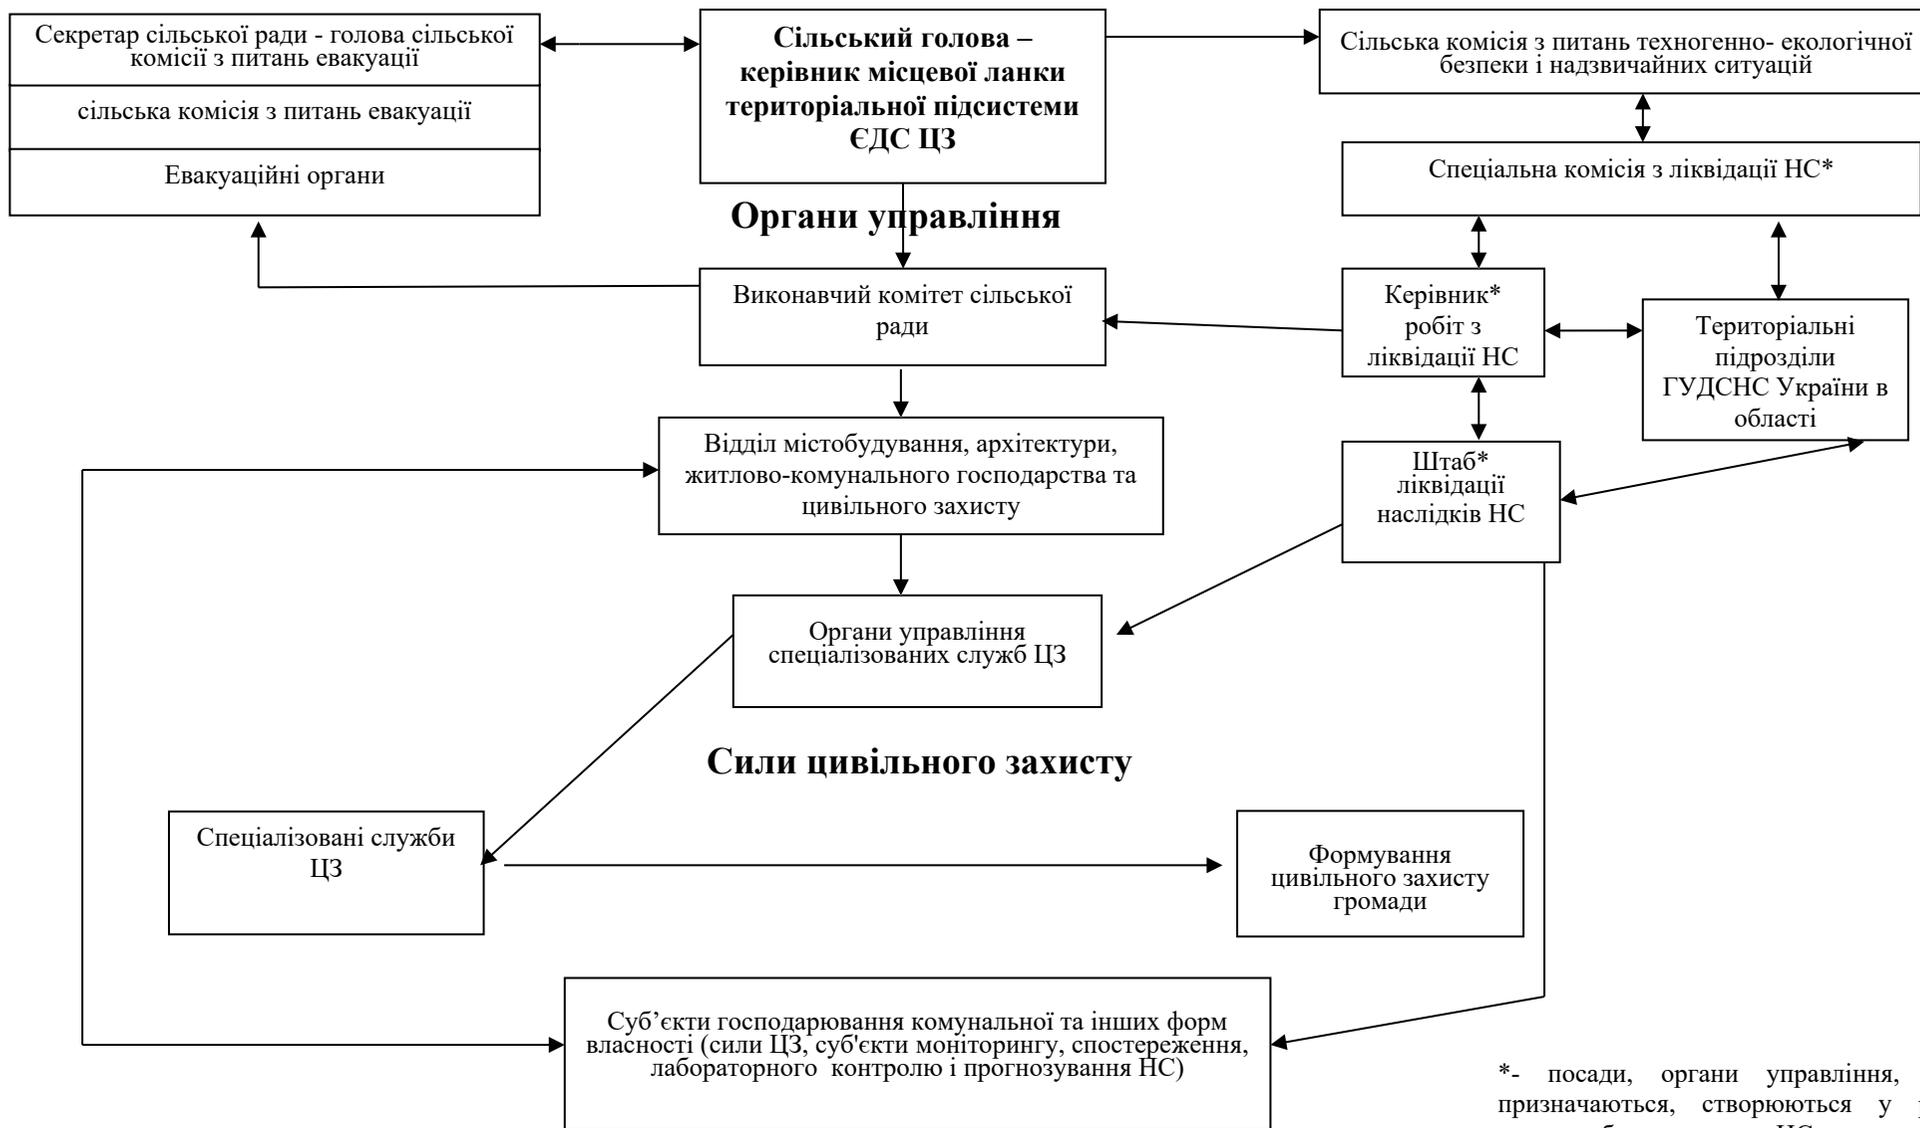 Секретар сільської ради - голова сільської
комісії з питань евакуації
сільська комісія з питань евакуації
Евакуаційні органи
Сільський голова –
керівник місцевої ланки
територіальної підсистеми
ЄДС ЦЗ
Сільська комісія з питань техногенно- екологічної
безпеки і надзвичайних ситуацій
Спеціальна комісія з ліквідації НС*
Органи управління
Виконавчий комітет сільської
ради
Керівник*
робіт з
ліквідації НС
Територіальні
підрозділи
ГУДСНС України в
області
Відділ містобудування, архітектури,
житлово-комунального господарства та
цивільного захисту
Штаб*
ліквідації
наслідків НС
Органи управління
спеціалізованих служб ЦЗ
Сили цивільного захисту
Спеціалізовані служби
ЦЗ
Формування
цивільного захисту
громади
Суб’єкти господарювання комунальної та інших форм
власності (сили ЦЗ, суб'єкти моніторингу, спостереження,
лабораторного контролю і прогнозування НС)
*- посади, органи управління,
призначаються, створюються у